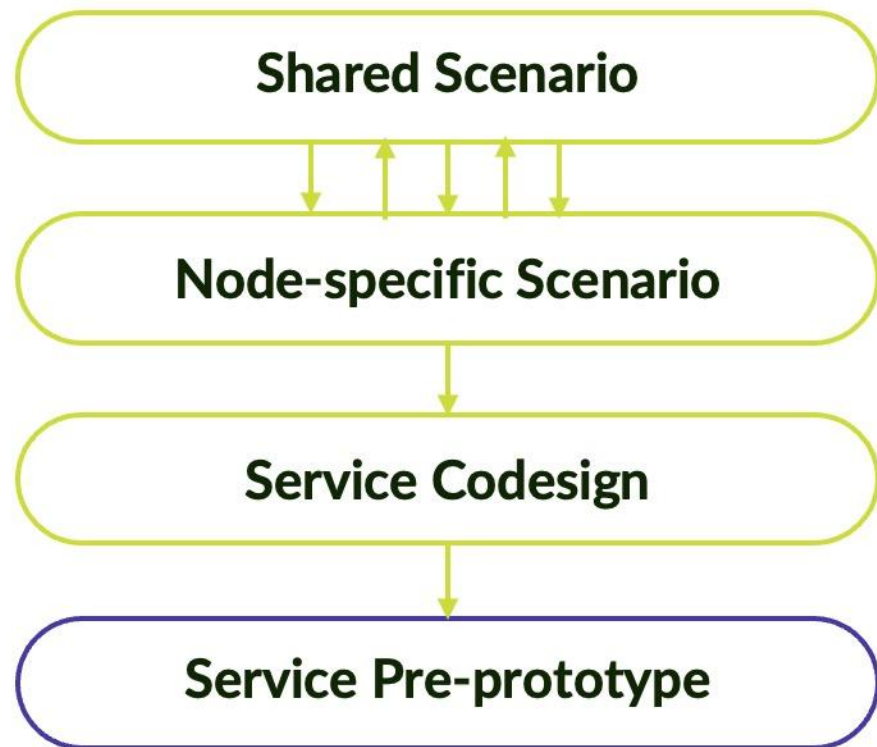 Shared Scenario
Node-specific Scenario
Service Codesign
Service Pre-prototype